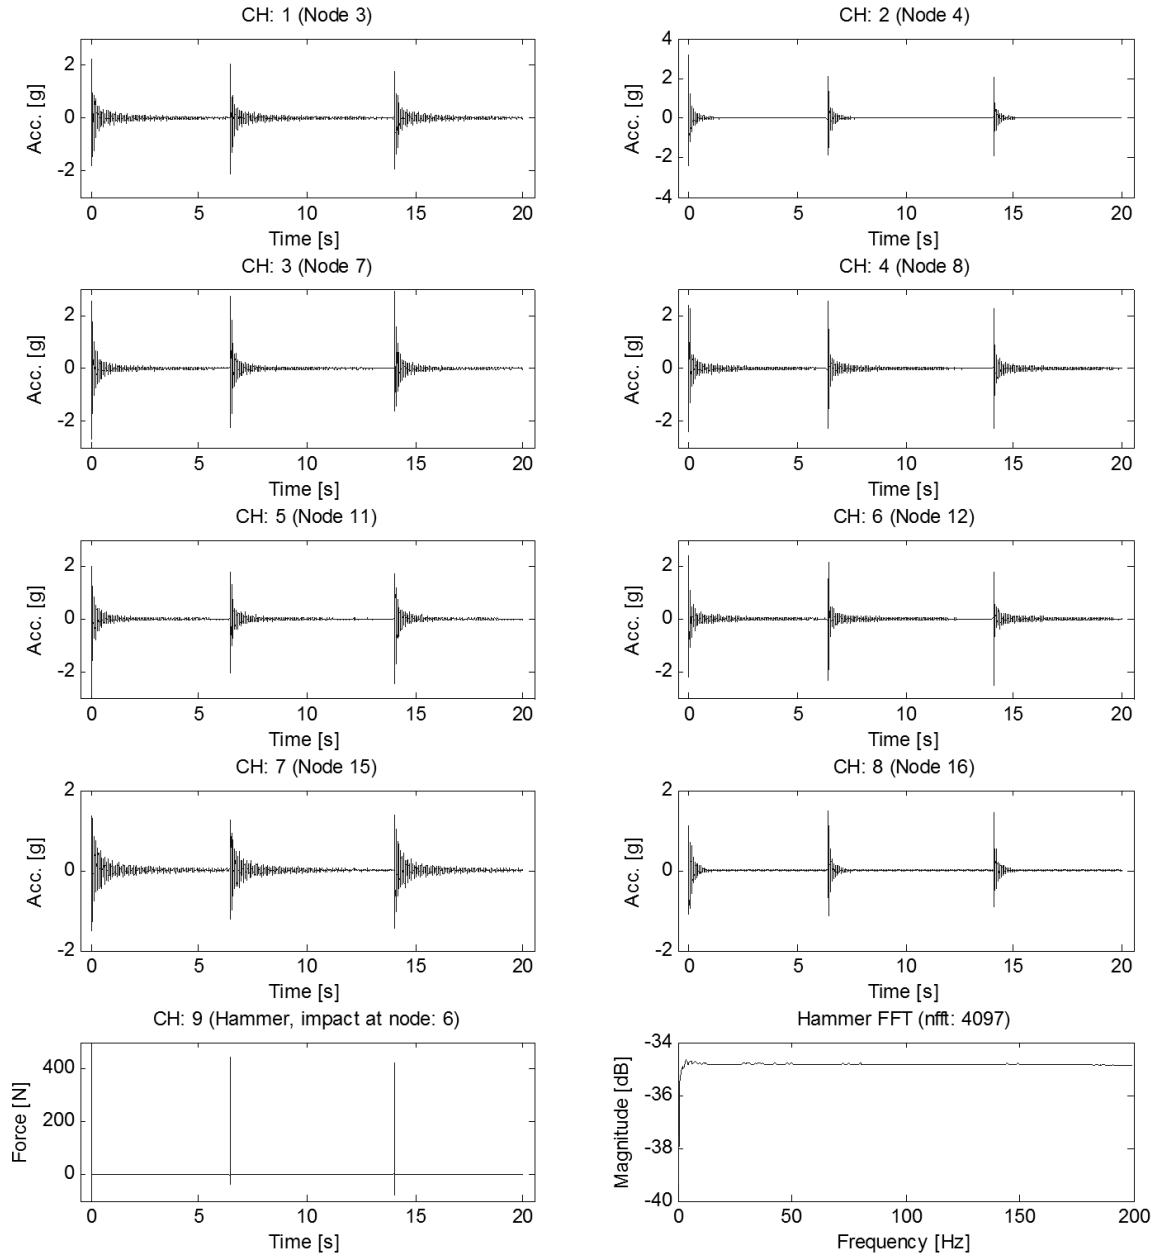 CH: 1 (Node 3)
Acc. [g]
2
0
-2
0 5 10 15 20
Time [s]
CH: 2 (Node 4)
Acc. [g]
4
2
0
-2
-4
0 5 10 15 20
Time [s]
CH: 3 (Node 7)
Acc. [g]
2
0
-2
0 5 10 15 20
Time [s]
CH: 4 (Node 8)
Acc. [g]
2
0
-2
0 5 10 15 20
Time [s]
CH: 5 (Node 11)
Acc. [g]
2
0
-2
0 5 10 15 20
Time [s]
CH: 6 (Node 12)
Acc. [g]
2
0
-2
0 5 10 15 20
Time [s]
CH: 7 (Node 15)
Acc. [g]
2
0
-2
0 5 10 15 20
Time [s]
CH: 8 (Node 16)
Acc. [g]
2
0
-2
0 5 10 15 20
Time [s]
CH: 9 (Hammer, impact at node: 6)
Force [N]
400
200
0
0 5 10 15 20
Time [s]
Hammer FFT (nfft: 4097)
Magnitude [dB]
-34
-36
-38
-40
0 50 100 150 200
Frequency [Hz]